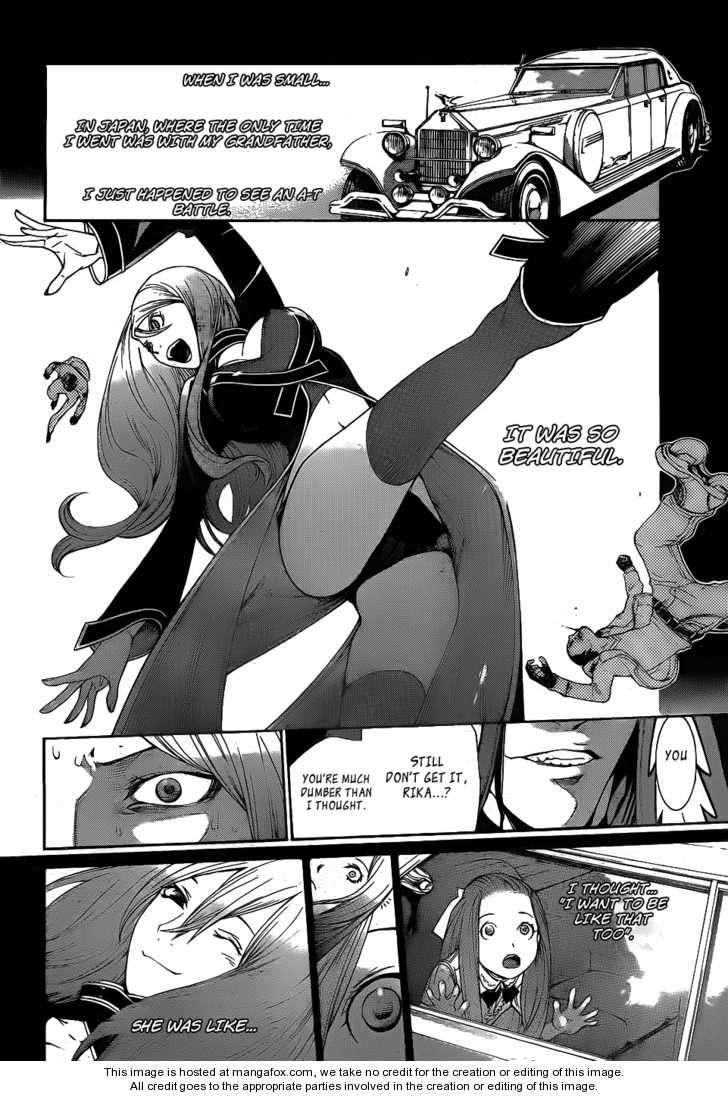 WHEN I WAS SMALL...
IN JAPAN, WHERE THE ONLY TIME
I WENT WAS WITH MY GRANDFATHER,
I JUST HAPPENED TO SEE AN A-T
BATTLE.
IT WAS SO
BEAUTIFUL.
YOU
STILL
DON'T GET IT,
RIKA...?
YOU'RE MUCH
DUMBER THAN
I THOUGHT.
I THOUGHT...
"I WANT TO BE
LIKE THAT
TOO".
SHE WAS LIKE...
This image is hosted at mangafox.com, we take no credit for the creation or editing of this image.
All credit goes to the appropriate parties involved in the creation or editing of this image.